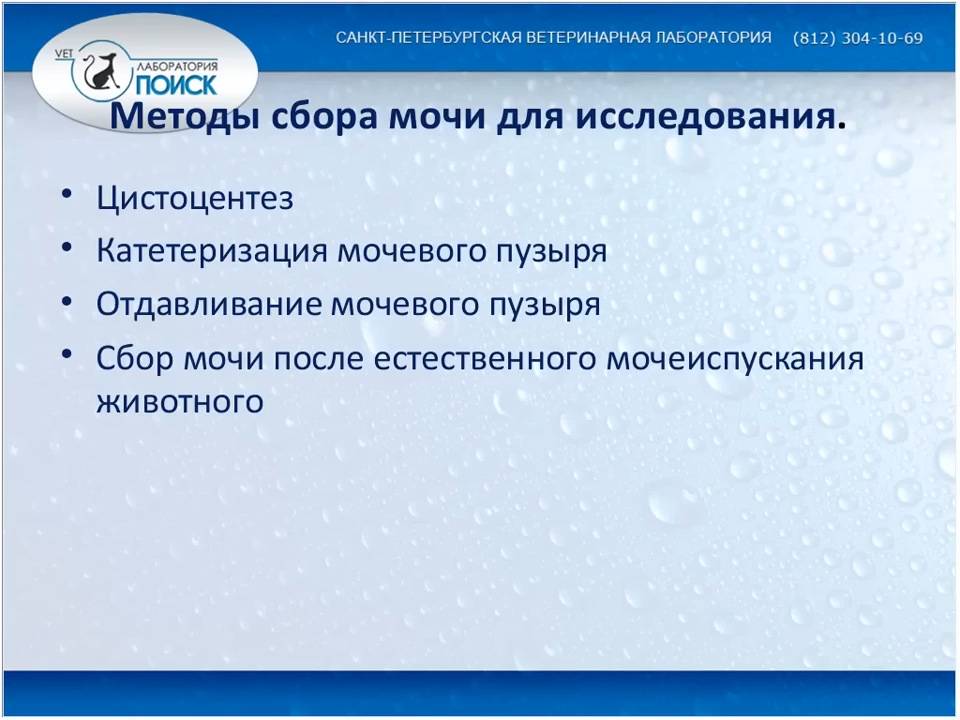 САНКТ-ПЕТЕРБУРГСКАЯ ВЕТЕРИНАРНАЯ ЛАБОРАТОРИЯ (812) 304-10-69
VET
ЛАБОРАТОРИЯ
ПОИСК
Методы сбора мочи для исследования.
• Цистоцентез
• Катетеризация мочевого пузыря
• Отдавливание мочевого пузыря
• Сбор мочи после естественного мочеиспускания
животного